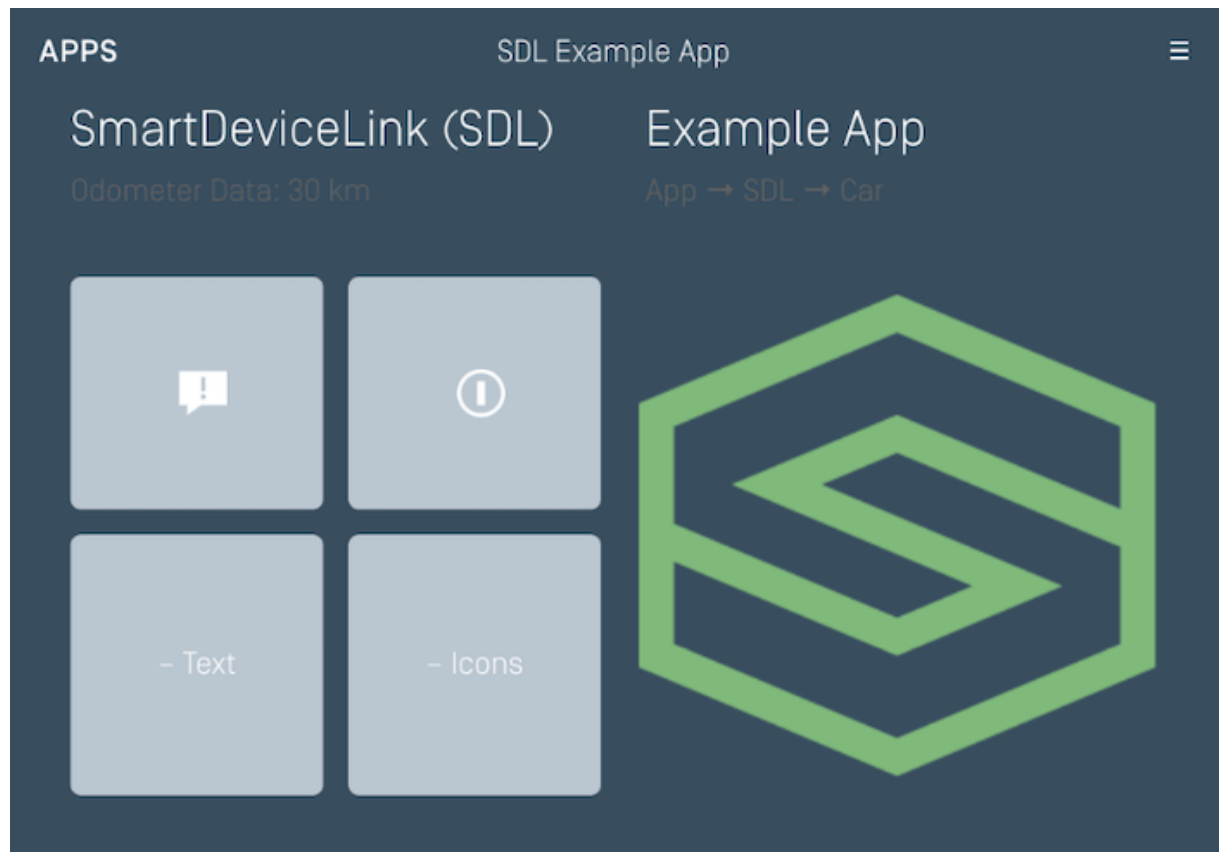 APPS SDL Example App
SmartDeviceLink (SDL) Example App
Odometer Data: 30 km App → SDL → Car
– Text – Icons